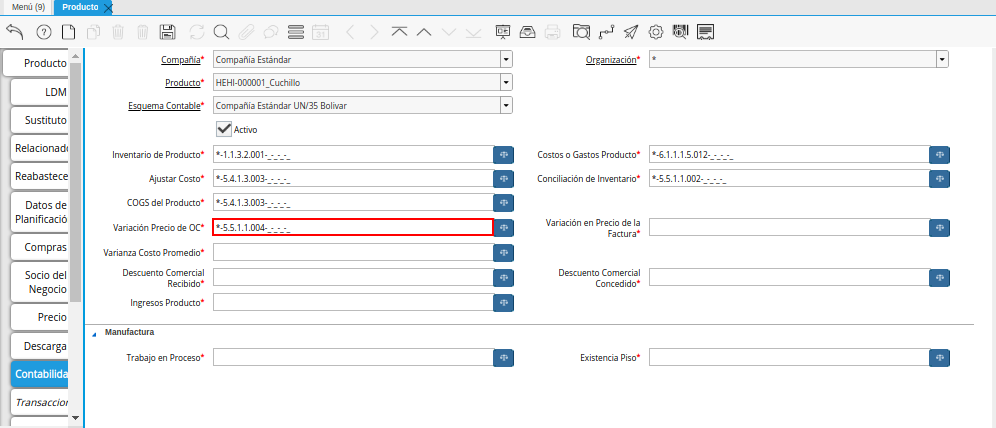 Menú (9)
Producto
Producto
LDM
Sustituto
Relacionado
Reabastece
Datos de
Planificació
Compras
Socio del
Negocio
Precio
Descarga
Contabilida
Transaccion
Compañía*
Compañía Estándar
Organización*
*
Producto*
HEHI-000001_Cuchillo
Esquema Contable*
Compañía Estándar UN/35 Bolivar
Activo
Inventario de Producto*
*-1.1.3.2.001-_-_-_-_
Costos o Gastos Producto*
*-6.1.1.1.5.012-_-_-_-_
Ajustar Costo*
*-5.4.1.3.003-_-_-_-_
Conciliación de Inventario*
*-5.5.1.1.002-_-_-_-_
COGS del Producto*
*-5.4.1.3.003-_-_-_-_
Variación Precio de OC*
*-5.5.1.1.004-_-_-_-_
Variación en Precio de la
Factura*
Varianza Costo Promedio*
Descuento Comercial
Recibido*
Descuento Comercial
Concedido*
Ingresos Producto*
Manufactura
Trabajo en Proceso*
Existencia Piso*